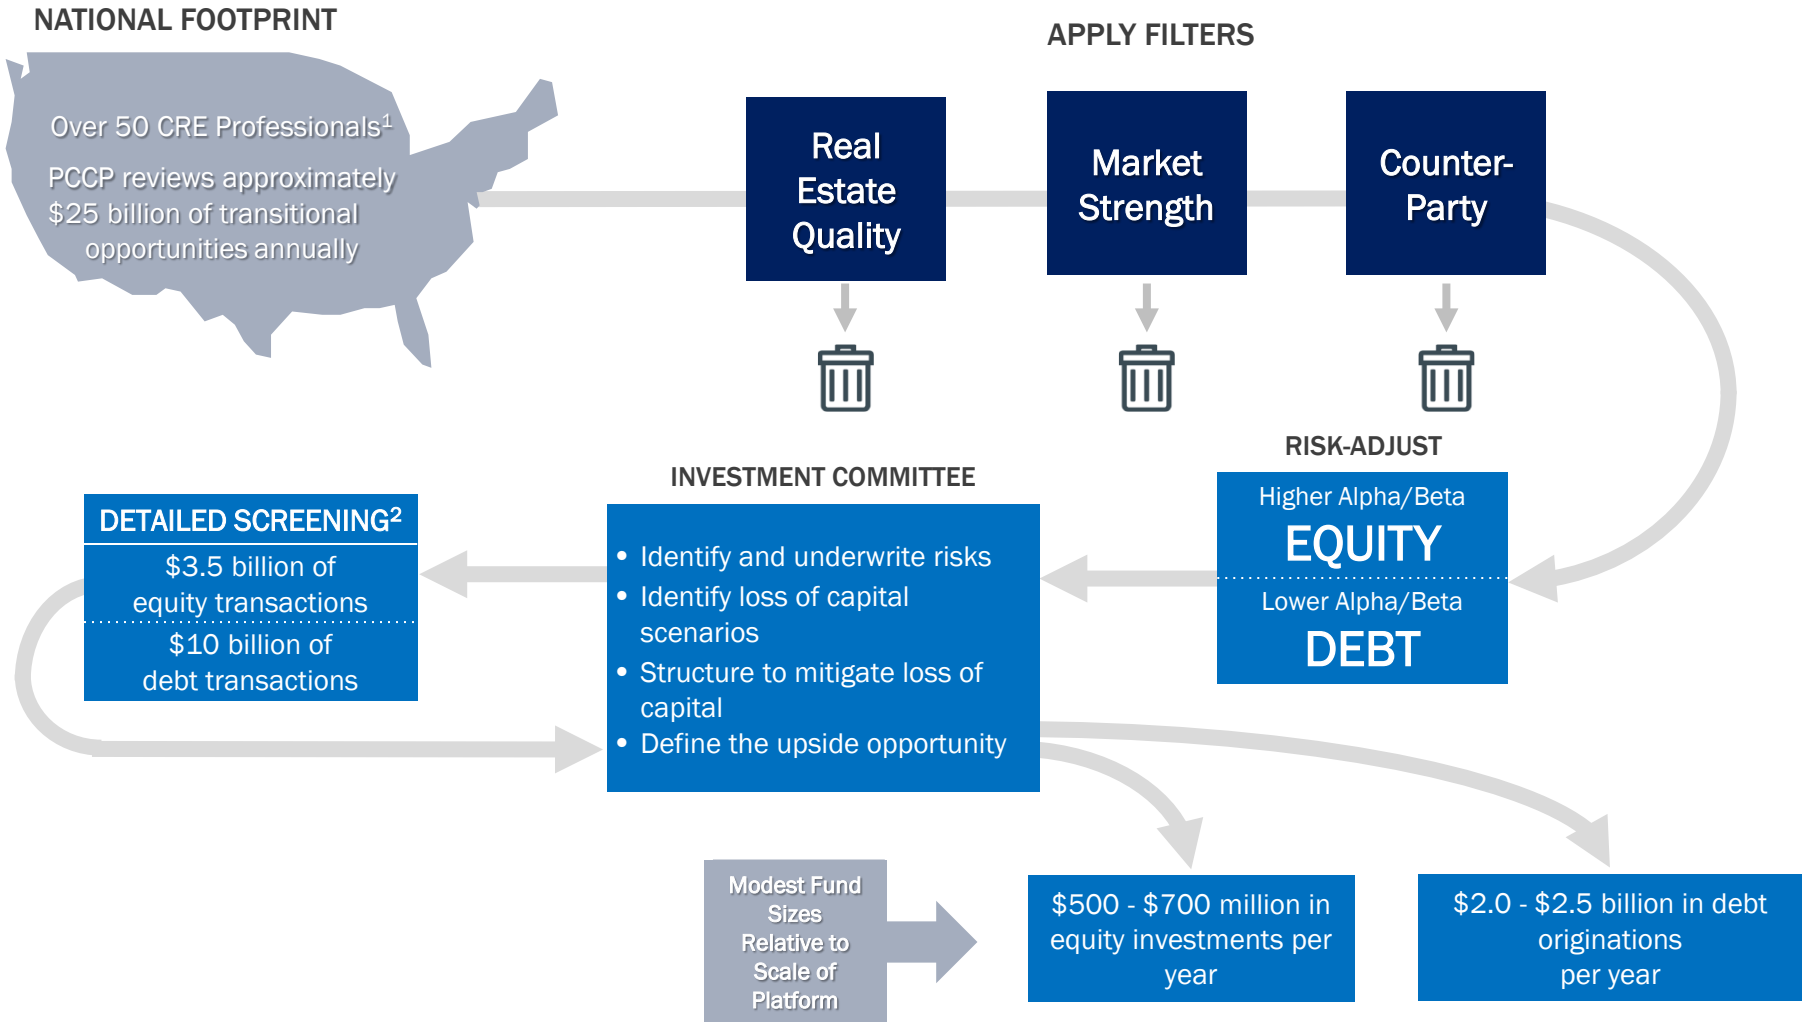 NATIONAL FOOTPRINT
Over 50 CRE Professionals¹
PCCP reviews approximately
$25 billion of transitional
opportunities annually
APPLY FILTERS
Real
Estate
Quality
Market
Strength
Counter-
Party
RISK-ADJUST
Higher Alpha/Beta
EQUITY
Lower Alpha/Beta
DEBT
INVESTMENT COMMITTEE
• Identify and underwrite risks
• Identify loss of capital
scenarios
• Structure to mitigate loss of
capital
• Define the upside opportunity
DETAILED SCREENING²
$3.5 billion of
equity transactions
$10 billion of
debt transactions
Modest Fund
Sizes
Relative to
Scale of
Platform
$500 - $700 million in
equity investments per
year
$2.0 - $2.5 billion in debt
originations
per year